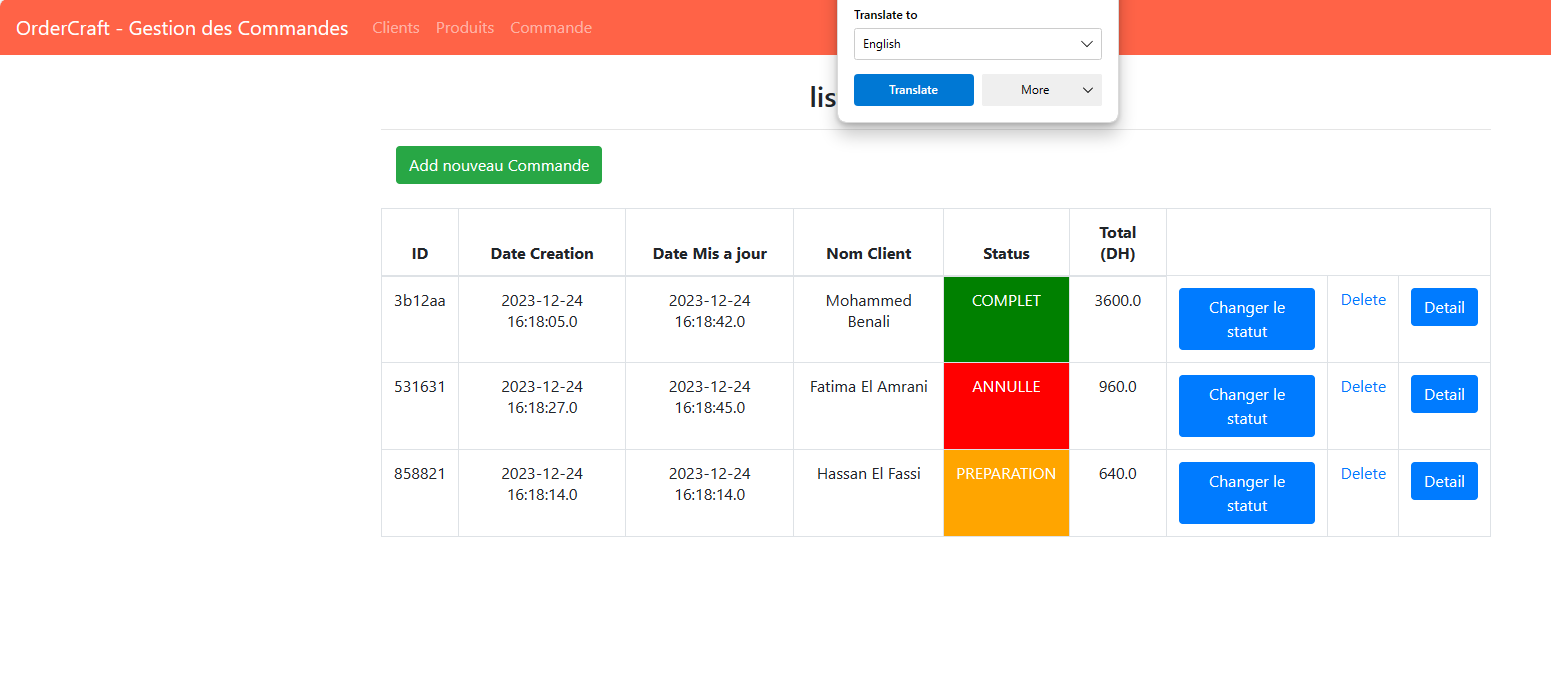 OrderCraft - Gestion des Commandes Clients Produits Commande
Translate to
English
Translate More
Add nouveau Commande
ID Date Creation Date Mis a jour Nom Client Status Total (DH)
3b12aa 2023-12-24 16:18:05.0 2023-12-24 16:18:42.0 Mohammed Benali COMPLET 3600.0 Changer le statut Delete Detail
531631 2023-12-24 16:18:27.0 2023-12-24 16:18:45.0 Fatima El Amrani ANNULLE 960.0 Changer le statut Delete Detail
858821 2023-12-24 16:18:14.0 2023-12-24 16:18:14.0 Hassan El Fassi PREPARATION 640.0 Changer le statut Delete Detail